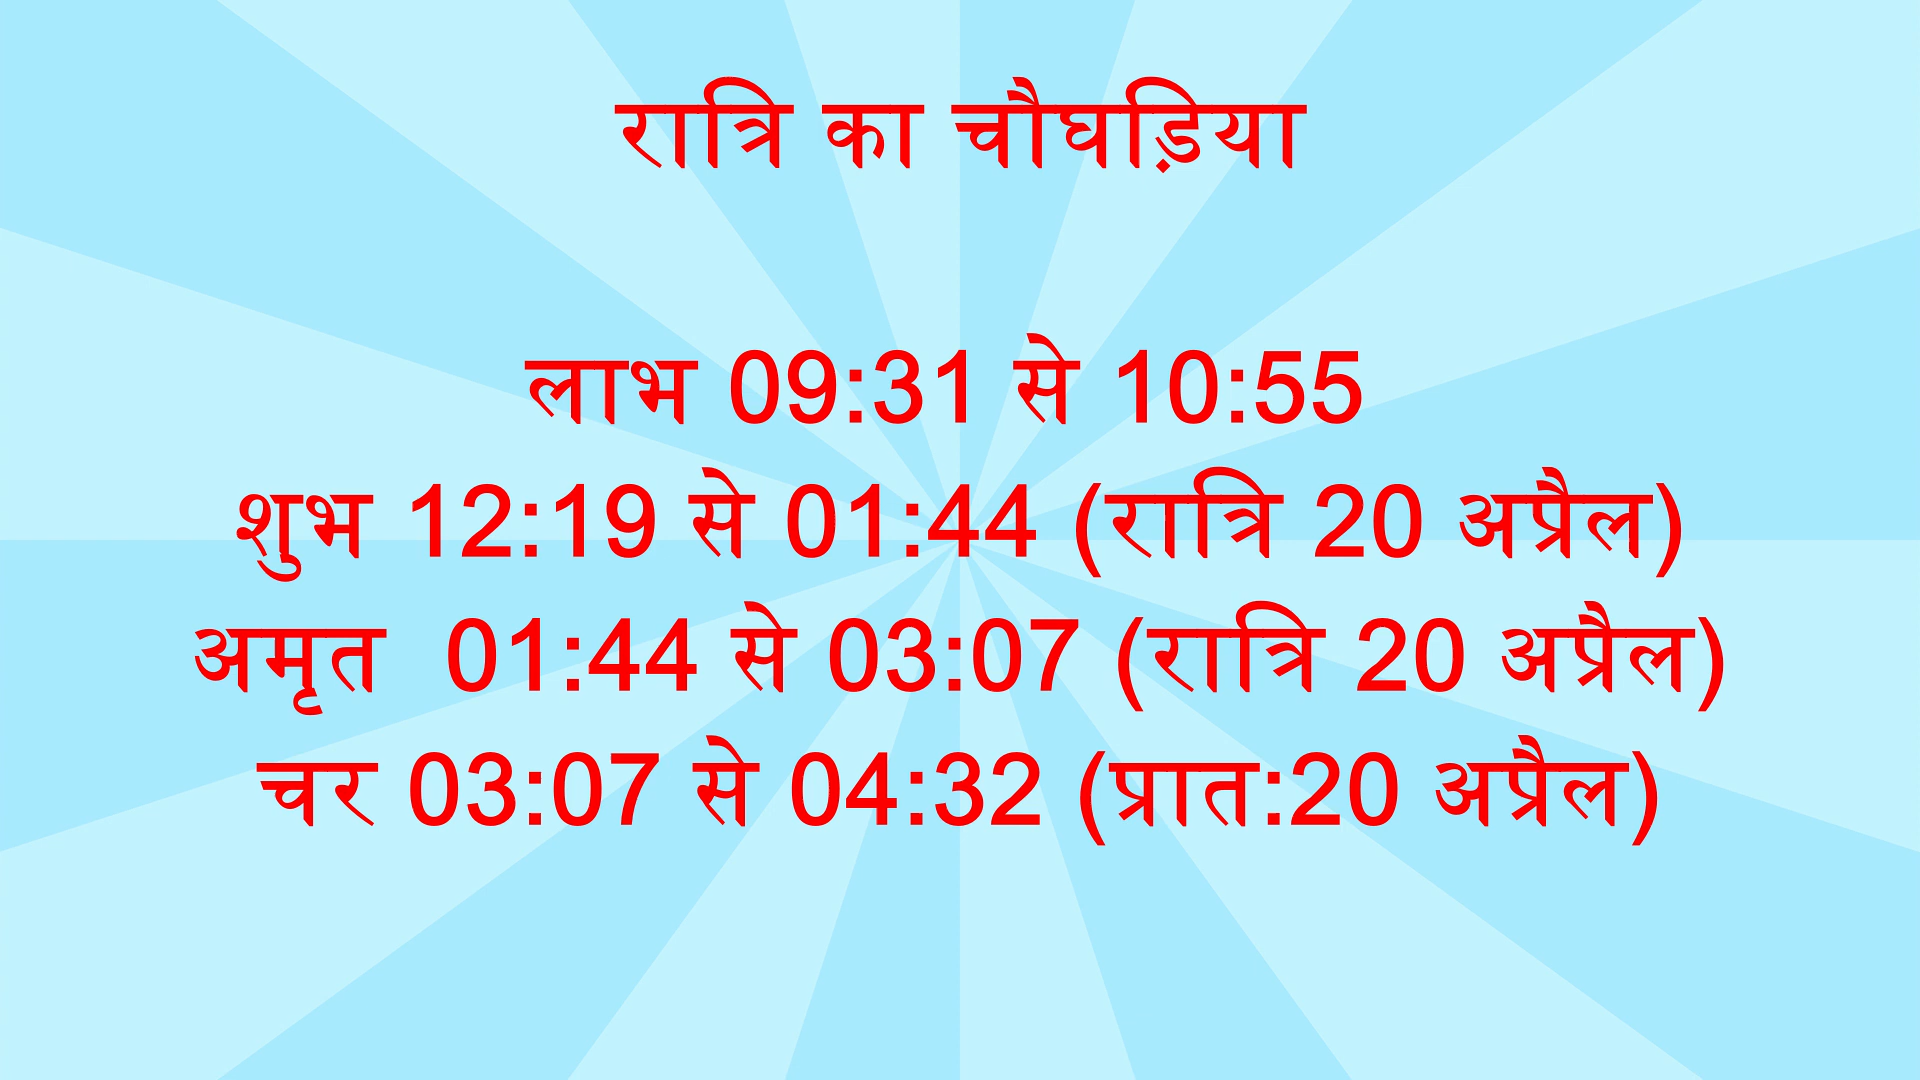 रात्रि का चौघड़िया
लाभ 09:31 से 10:55
शुभ 12:19 से 01:44 (रात्रि 20 अप्रैल)
अमृत  01:44 से 03:07 (रात्रि 20 अप्रैल)
चर 03:07 से 04:32 (प्रात:20 अप्रैल)